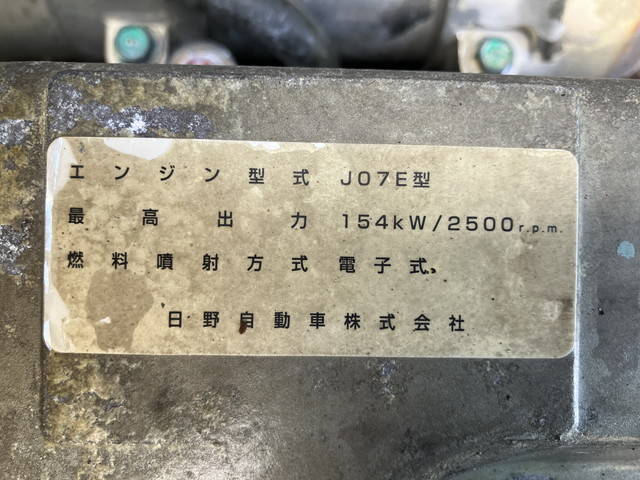 エンジン型式 J07E型
最高出力 154kW/2500r.p.m.
燃料噴射方式 電子式
日野自動車株式会社